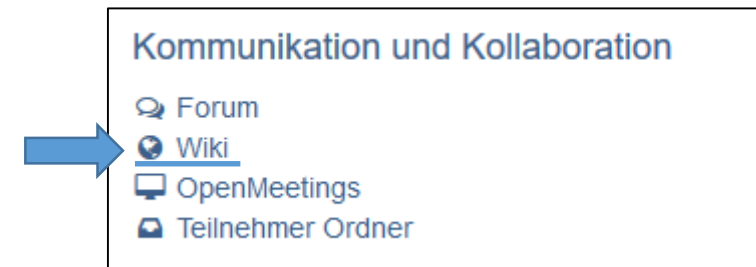 Kommunikation und Kollaboration
Forum
Wiki
OpenMeetings
Teilnehmer Ordner